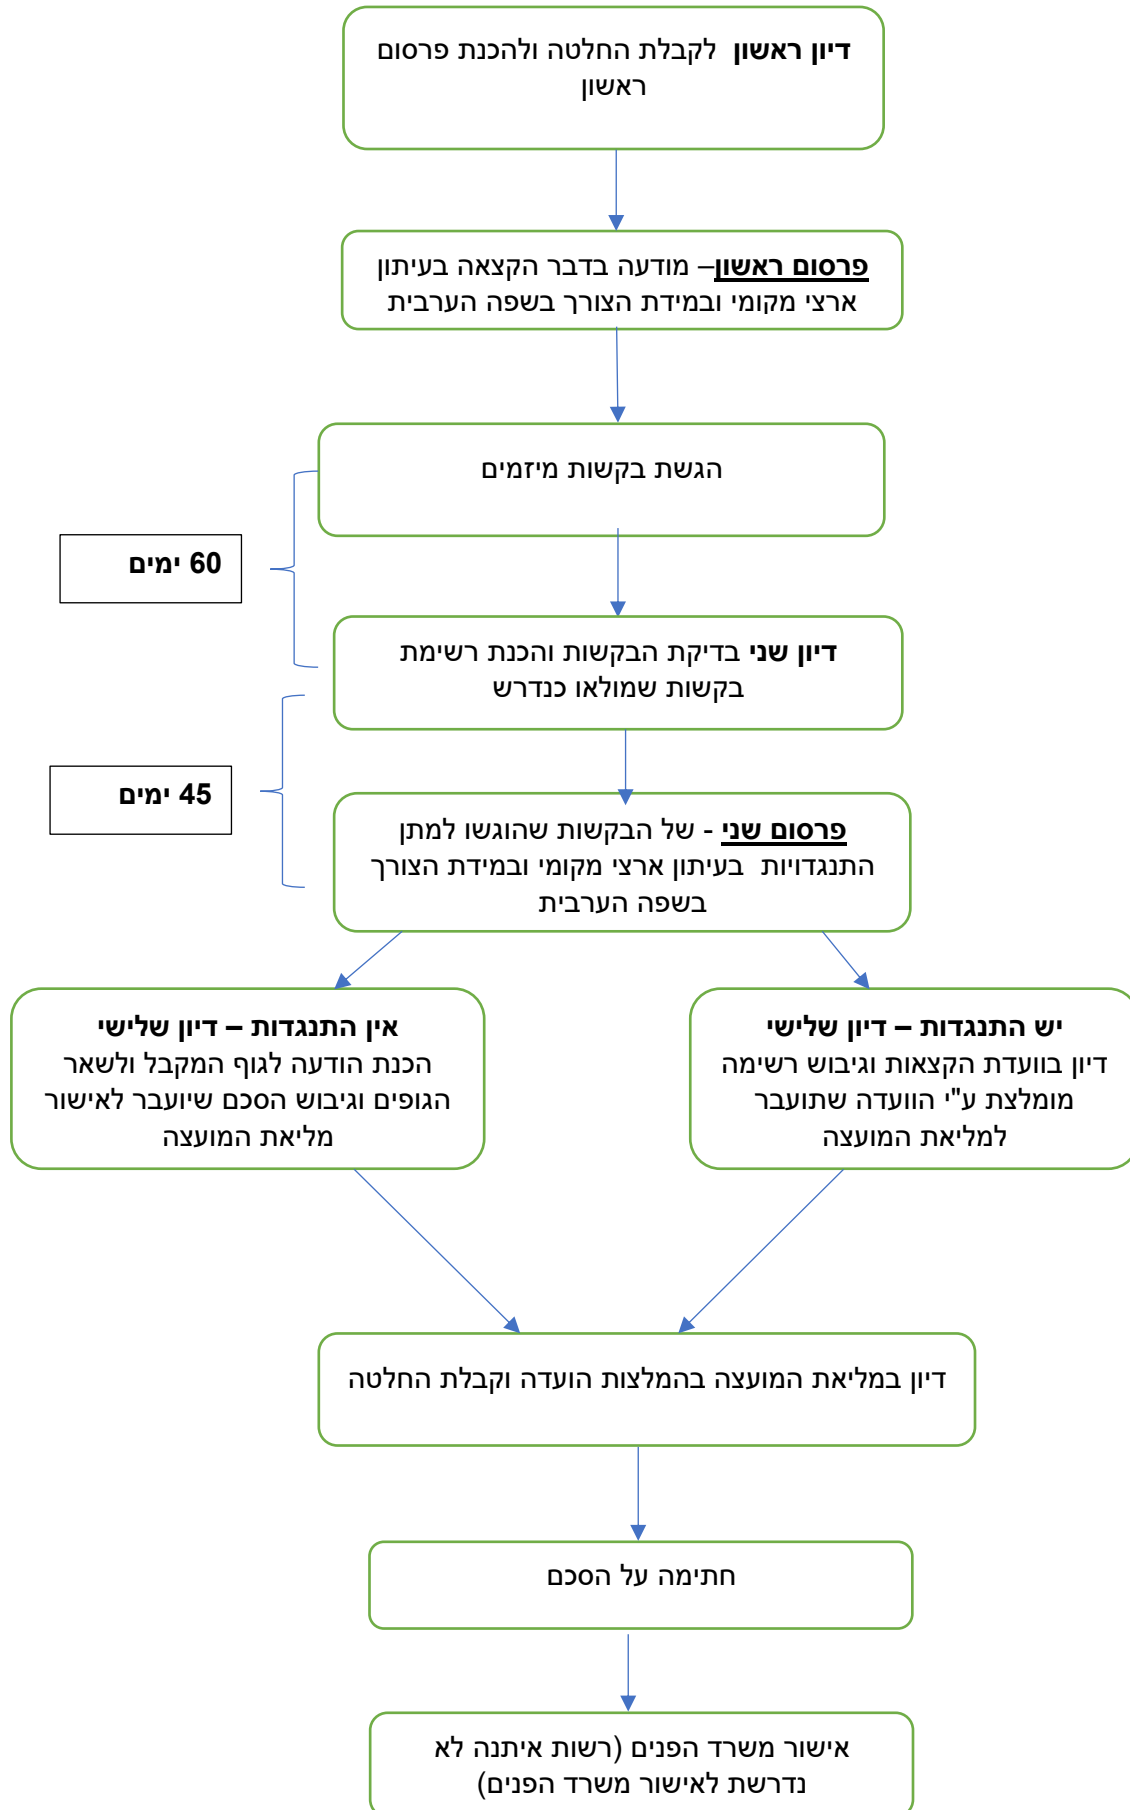 דיון ראשון לקבלת החלטה ולהכנת פרסום
ראשון
פרסום ראשון– מודעה בדבר הקצאה בעיתון
ארצי מקומי ובמידת הצורך בשפה הערבית
הגשת בקשות מיזמים
60 ימים
דיון שני בדיקת הבקשות והכנת רשימת
בקשות שמולאו כנדרש
45 ימים
פרסום שני - של הבקשות שהוגשו למתן
התנגדויות בעיתון ארצי מקומי ובמידת הצורך
בשפה הערבית
יש התנגדות – דיון שלישי
דיון בוועדת הקצאות וגיבוש רשימה
מומלצת ע"י הוועדה שתועבר
למליאת המועצה
אין התנגדות – דיון שלישי
הכנת הודעה לגוף המקבל ולשאר
הגופים וגיבוש הסכם שיועבר לאישור
מליאת המועצה
דיון במליאת המועצה בהמלצות הועדה וקבלת החלטה
חתימה על הסכם
אישור משרד הפנים (רשות איתנה לא
נדרשת לאישור משרד הפנים)